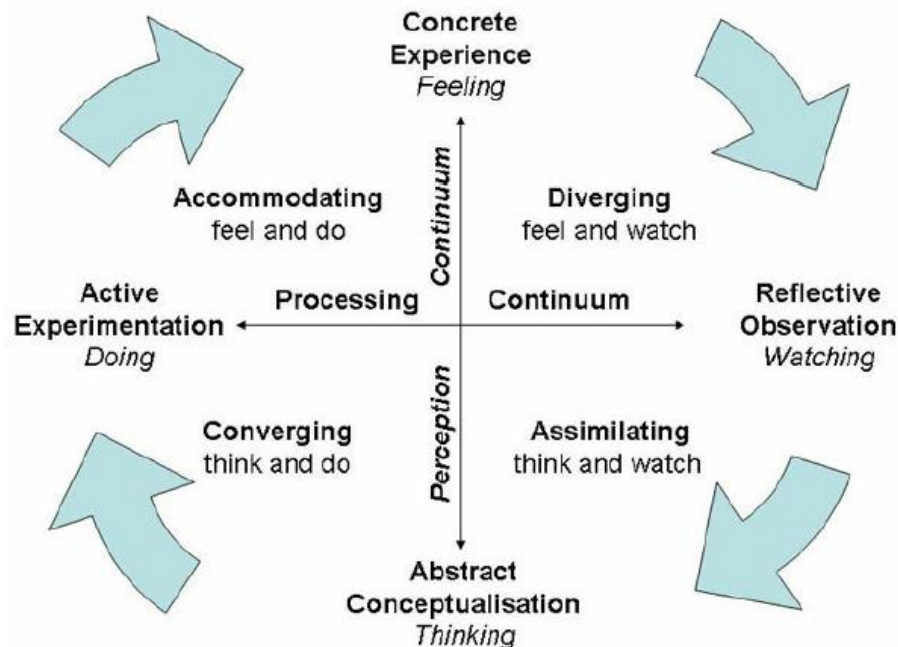 Concrete
Experience
Feeling
Continuum
Accommodating
feel and do
Diverging
feel and watch
Active
Experimentation
Doing
Processing
Continuum
Reflective
Observation
Watching
Perception
Converging
think and do
Assimilating
think and watch
Abstract
Conceptualisation
Thinking